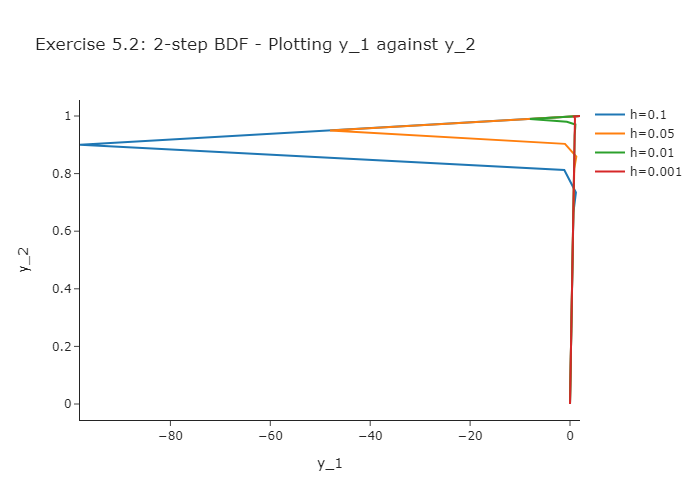 Exercise 5.2: 2-step BDF - Plotting y_1 against y_2
h=0.1
h=0.05
h=0.01
h=0.001
1
0.8
0.6
0.4
0.2
0
y_2
−80
−60
−40
−20
0
y_1